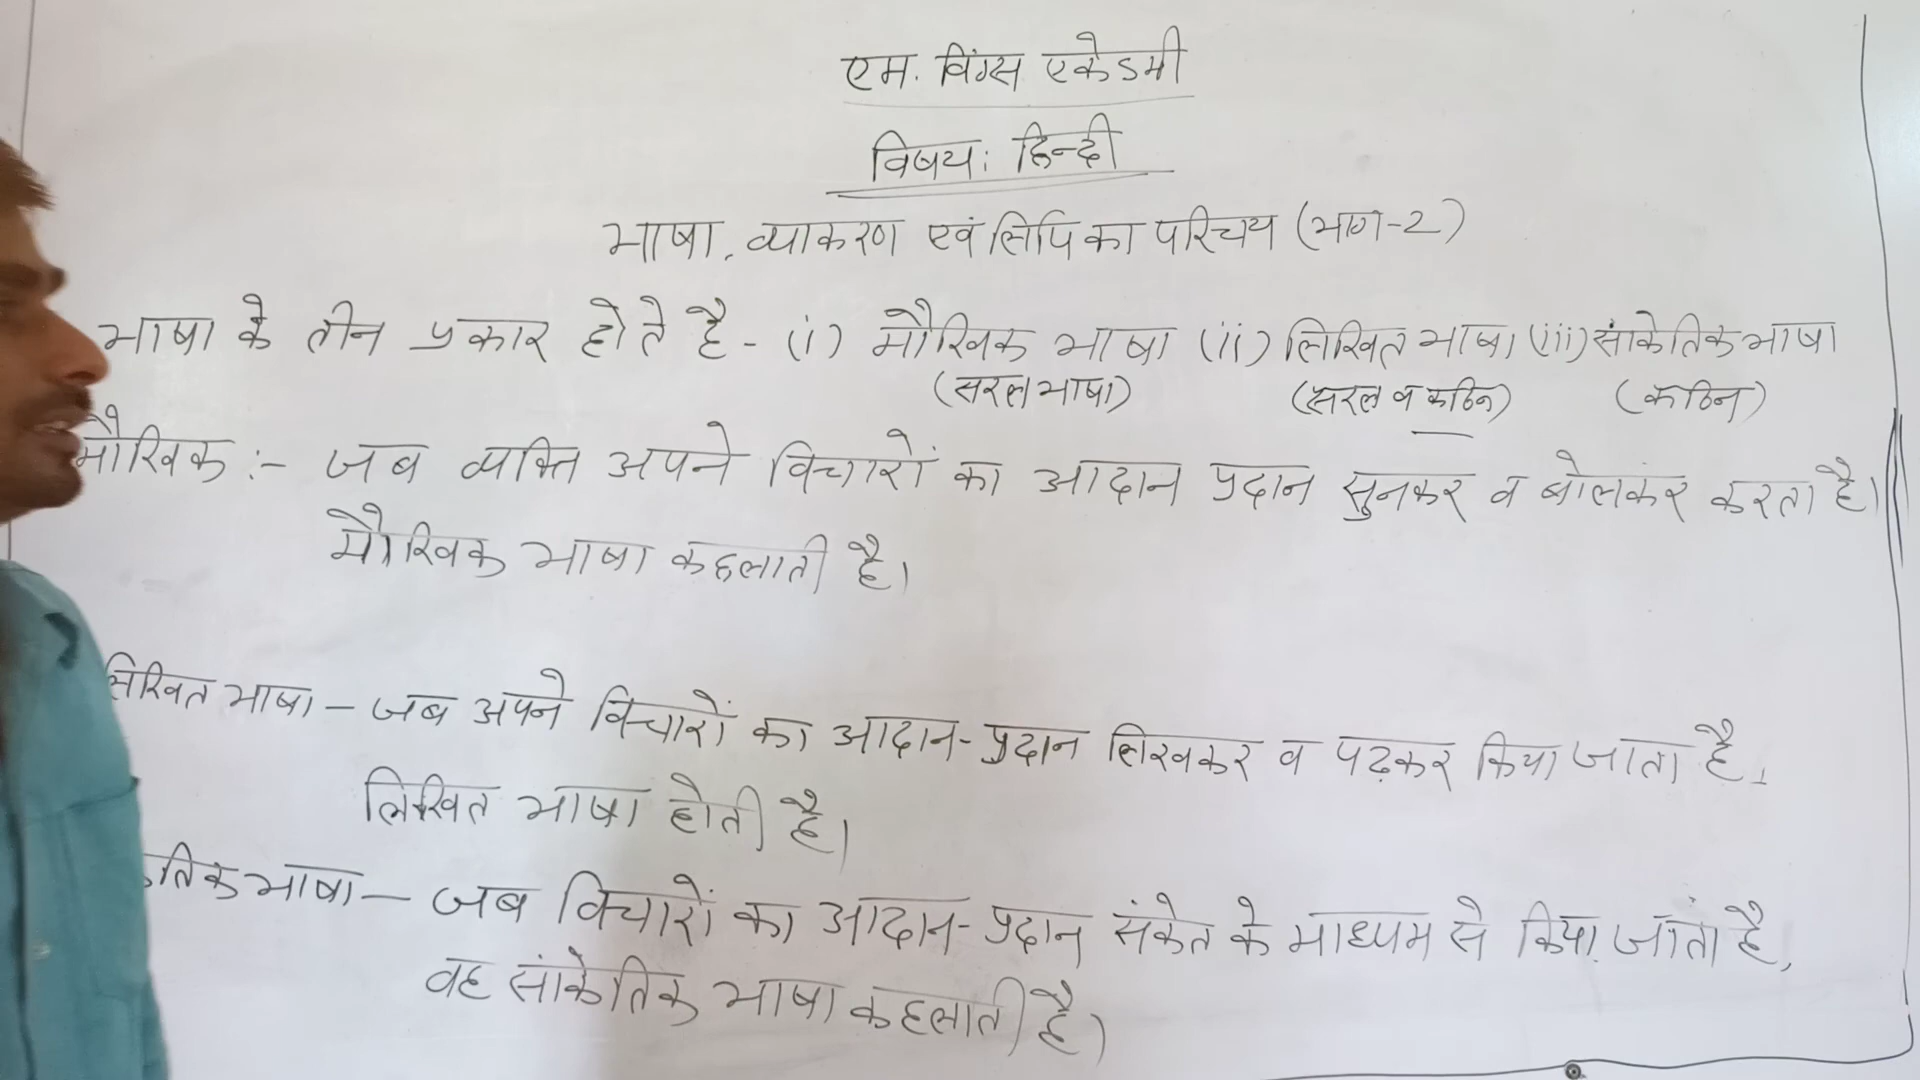 एम. विंग्स एकेडमी
विषय: हिन्दी
भाषा, व्याकरण एवं लिपि का परिचय (भाग-2)
भाषा के तीन प्रकार होते है - (i) मौखिक भाषा (ii) लिखित भाषा (iii) सांकेतिक भाषा
(सरल भाषा) (सरल व कठिन) (कठिन)
मौखिक :- जब व्यक्ति अपने विचारों का आदान प्रदान सुनकर व बोलकर करता है।
मौखिक भाषा कहलाती है।
लिखित भाषा - जब अपने विचारों का आदान-प्रदान लिखकर व पढ़कर किया जाता है।
लिखित भाषा होती है।
भाषा - जब विचारों का आदान-प्रदान संकेत के माध्यम से किया जाता है,
वह सांकेतिक भाषा कहलाती है।